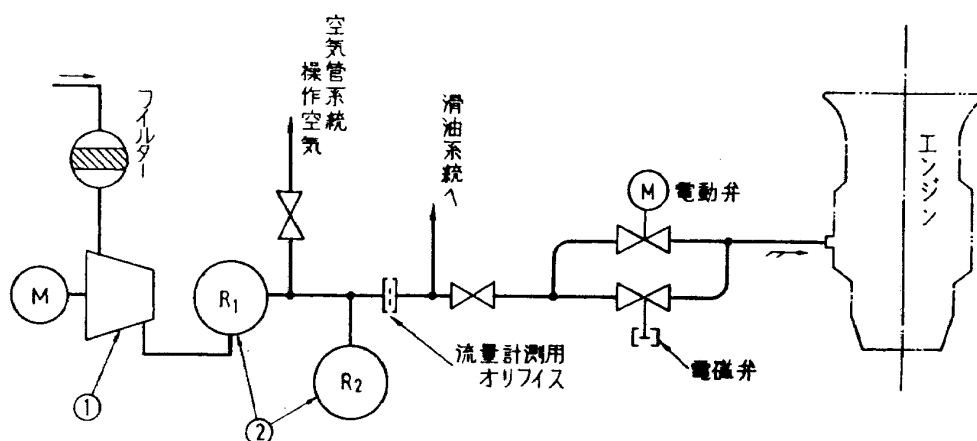 空気管系統
操作空気
滑油系統へ
フイルター
エンジン
M
電動弁
M
R1
R2
流量計測用
オリフイス
電磁弁
①
②